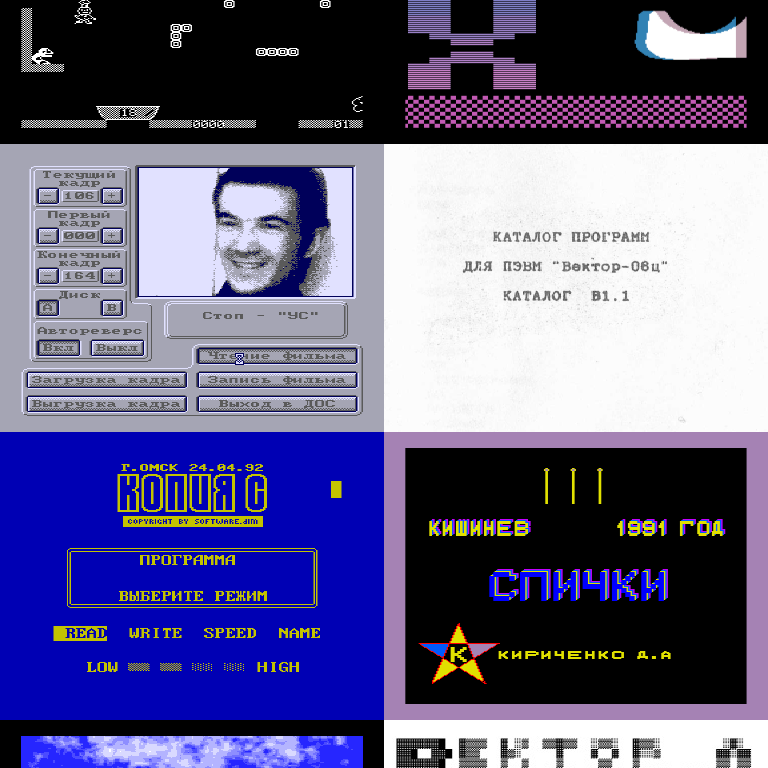 16
0000
01
Текущий
кадр
- 106 +
Первый
кадр
- 000 +
Конечный
кадр
- 164 +
Диск
А В
Автореверс
Вкл Выкл
Стоп - "УС"
Чтение фильма
Загрузка кадра
Запись фильма
Выгрузка кадра
Выход в ДОС
КАТАЛОГ ПРОГРАММ
ДЛЯ ПЭВМ "Вектор-06ц"
КАТАЛОГ В1.1
Г.ОМСК 24.04.92
КОПИЯ С
COPYRIGHT BY SOFTWARE.DIM
ПРОГРАММА
ВЫБЕРИТЕ РЕЖИМ
READ WRITE SPEED NAME
LOW HIGH
КИШИНЕВ 1991 ГОД
СПИЧКИ
К
КИРИЧЕНКО Д.А
ВЕКТОР